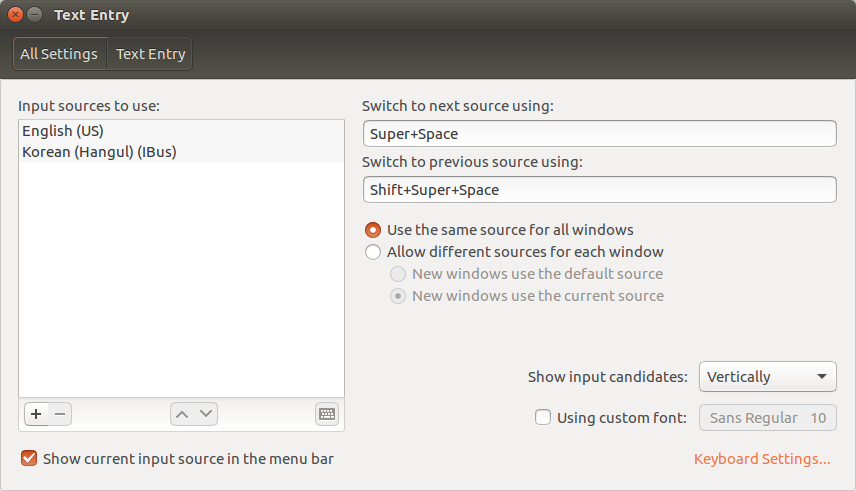 Text Entry
All Settings
Text Entry
Input sources to use:
English (US)
Korean (Hangul) (IBus)
Switch to next source using:
Super+Space
Switch to previous source using:
Shift+Super+Space
Use the same source for all windows
Allow different sources for each window
New windows use the default source
New windows use the current source
Show input candidates: Vertically
Using custom font: Sans Regular 10
Show current input source in the menu bar
Keyboard Settings...